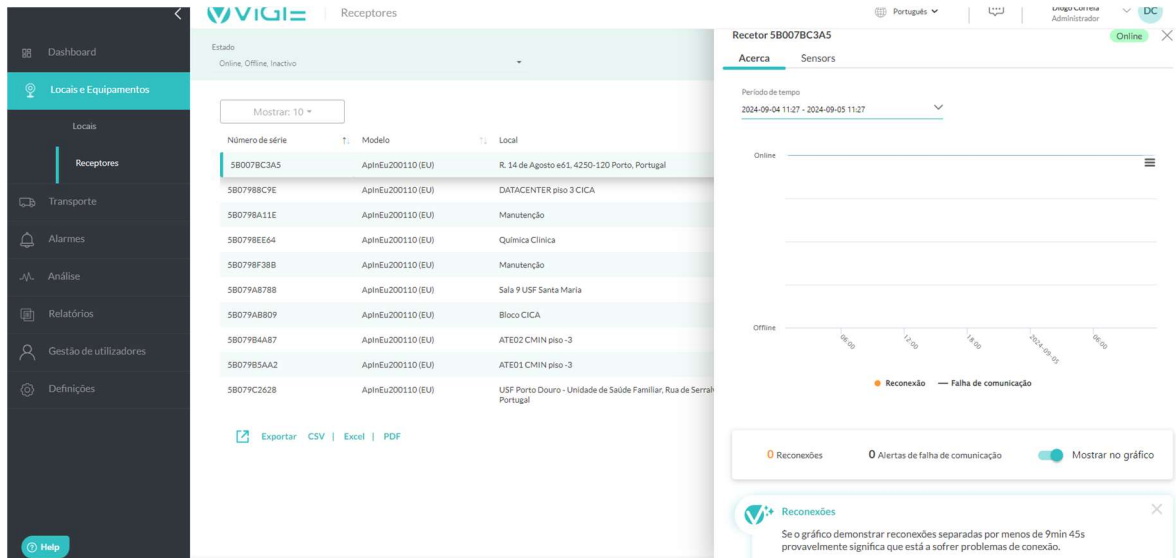 VIGIE
Receptores
Português
Diogo Correia
Administrador
DC
Dashboard
Locais e Equipamentos
Locais
Receptores
Transporte
Alarmes
Análise
Relatórios
Gestão de utilizadores
Definições
Help
Estado
Online, Offline, Inactivo
Mostrar: 10
Número de série Modelo Local
5B007BC3A5 ApInEu200110 (EU) R. 14 de Agosto e61, 4250-120 Porto, Portugal
5B07988C9E ApInEu200110 (EU) DATACENTER piso 3 CICA
5B0798A11E ApInEu200110 (EU) Manutenção
5B0798EE64 ApInEu200110 (EU) Química Clinica
5B0798F38B ApInEu200110 (EU) Manutenção
5B079A8788 ApInEu200110 (EU) Sala 9 USF Santa Maria
5B079AB809 ApInEu200110 (EU) Bloco CICA
5B079B4A87 ApInEu200110 (EU) ATE02 CMIN piso -3
5B079B5AA2 ApInEu200110 (EU) ATE01 CMIN piso -3
5B079C2628 ApInEu200110 (EU) USF Porto Douro - Unidade de Saúde Familiar, Rua de Serralv
Portugal
Exportar CSV | Excel | PDF
Recetor 5B007BC3A5
Online
Acerca Sensors
Período de tempo
2024-09-04 11:27 - 2024-09-05 11:27
Online
Offline
06:00 12:00 18:00 2024-09-05 06:00
Reconexão Falha de comunicação
0 Reconexões 0 Alertas de falha de comunicação Mostrar no gráfico
Reconexões
Se o gráfico demonstrar reconexões separadas por menos de 9min 45s
provavelmente significa que está a sofrer problemas de conexão.